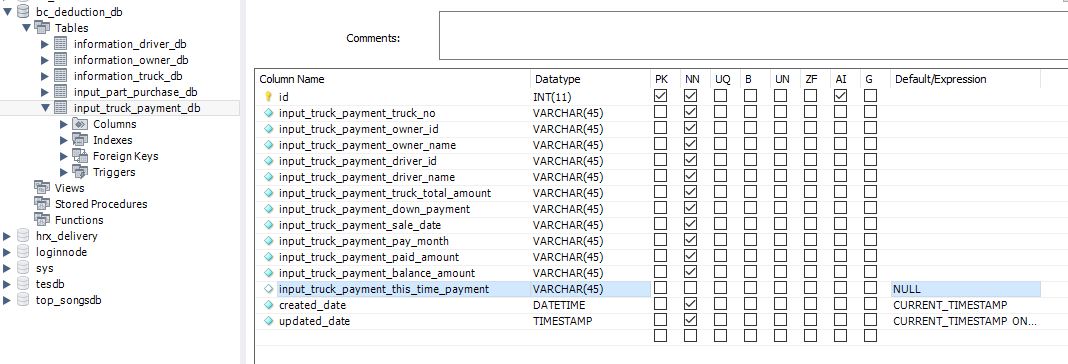 bc_deduction_db
Tables
information_driver_db
information_owner_db
information_truck_db
input_part_purchase_db
input_truck_payment_db
Columns
Indexes
Foreign Keys
Triggers
Views
Stored Procedures
Functions
hrx_delivery
loginnode
sys
tesdb
top_songsdb
Comments:
Column Name Datatype PK NN UQ B UN ZF AI G Default/Expression
id INT(11)
input_truck_payment_truck_no VARCHAR(45)
input_truck_payment_owner_id VARCHAR(45)
input_truck_payment_owner_name VARCHAR(45)
input_truck_payment_driver_id VARCHAR(45)
input_truck_payment_driver_name VARCHAR(45)
input_truck_payment_truck_total_amount VARCHAR(45)
input_truck_payment_down_payment VARCHAR(45)
input_truck_payment_sale_date VARCHAR(45)
input_truck_payment_pay_month VARCHAR(45)
input_truck_payment_paid_amount VARCHAR(45)
input_truck_payment_balance_amount VARCHAR(45)
input_truck_payment_this_time_payment VARCHAR(45) NULL
created_date DATETIME CURRENT_TIMESTAMP
updated_date TIMESTAMP CURRENT_TIMESTAMP ON...